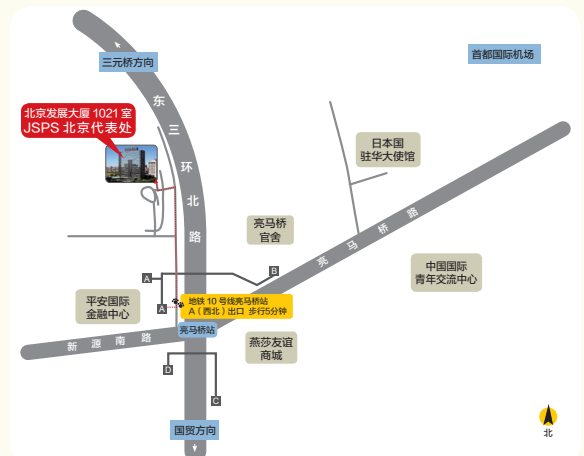 三元桥方向
首都国际机场
北京发展大厦 1021 室
JSPS 北京代表处
东三环北路
日本国
驻华大使馆
亮马桥
官舍
亮马桥路
中国国际
青年交流中心
A
B
平安国际
金融中心
A
地铁 10 号线亮马桥站
A（西北）出口 步行5分钟
亮马桥站
新源南路
燕莎友谊
商城
D
C
国贸方向
北